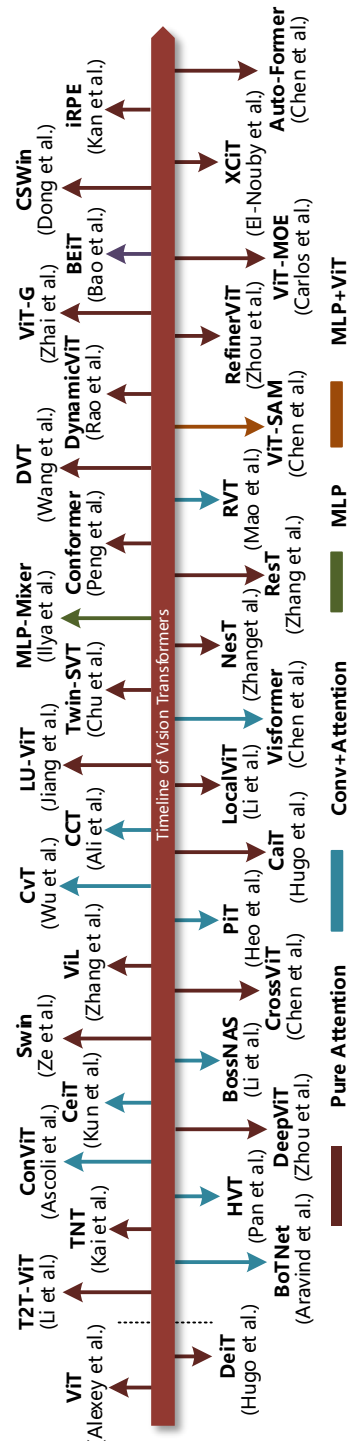 ViT
(Alexey et al.)
T2T-ViT
(Li et al.)
TNT
(Kai et al.)
ConViT
(Ascoli et al.)
CeiT
(Kun et al.)
Swin
(Ze et al.)
ViL
(Zhang et al.)
CvT
(Wu et al.)
CCT
(Ali et al.)
LU-ViT
(Jiang et al.)
Twin-SVT
(Chu et al.)
MLP-Mixer
(Ilya et al.)
Conformer
(Peng et al.)
DVT
(Wang et al.)
DynamicViT
(Rao et al.)
ViT-G
(Zhai et al.)
BEiT
(Bao et al.)
CSWin
(Dong et al.)
iRPE
(Kan et al.)
Timeline of Vision Transformers
DeiT
(Hugo et al.)
BoTNet
(Aravind et al.)
HVT
(Pan et al.)
DeepViT
(Zhou et al.)
BossNAS
(Li et al.)
CrossViT
(Chen et al.)
PiT
(Heo et al.)
CaiT
(Hugo et al.)
LocalViT
(Li et al.)
Visformer
(Chen et al.)
NesT
(Zhanget al.)
ResT
(Zhang et al.)
RVT
(Mao et al.)
ViT-SAM
(Chen et al.)
RefinerViT
(Zhou et al.)
ViT-MOE
(Carlos et al.)
XCiT
(El-Nouby et al.)
Auto-Former
(Chen et al.)
Pure Attention
Conv+Attention
MLP
MLP+ViT